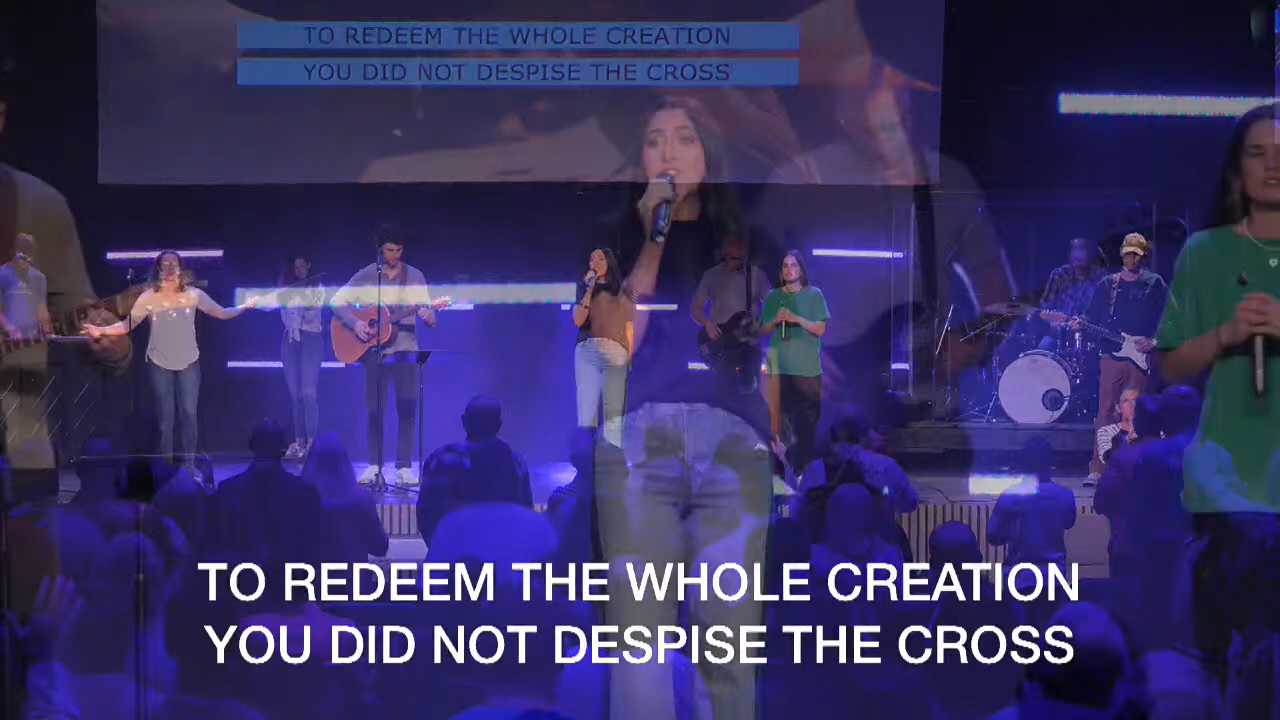 TO REDEEM THE WHOLE CREATION
YOU DID NOT DESPISE THE CROSS
TO REDEEM THE WHOLE CREATION
YOU DID NOT DESPISE THE CROSS